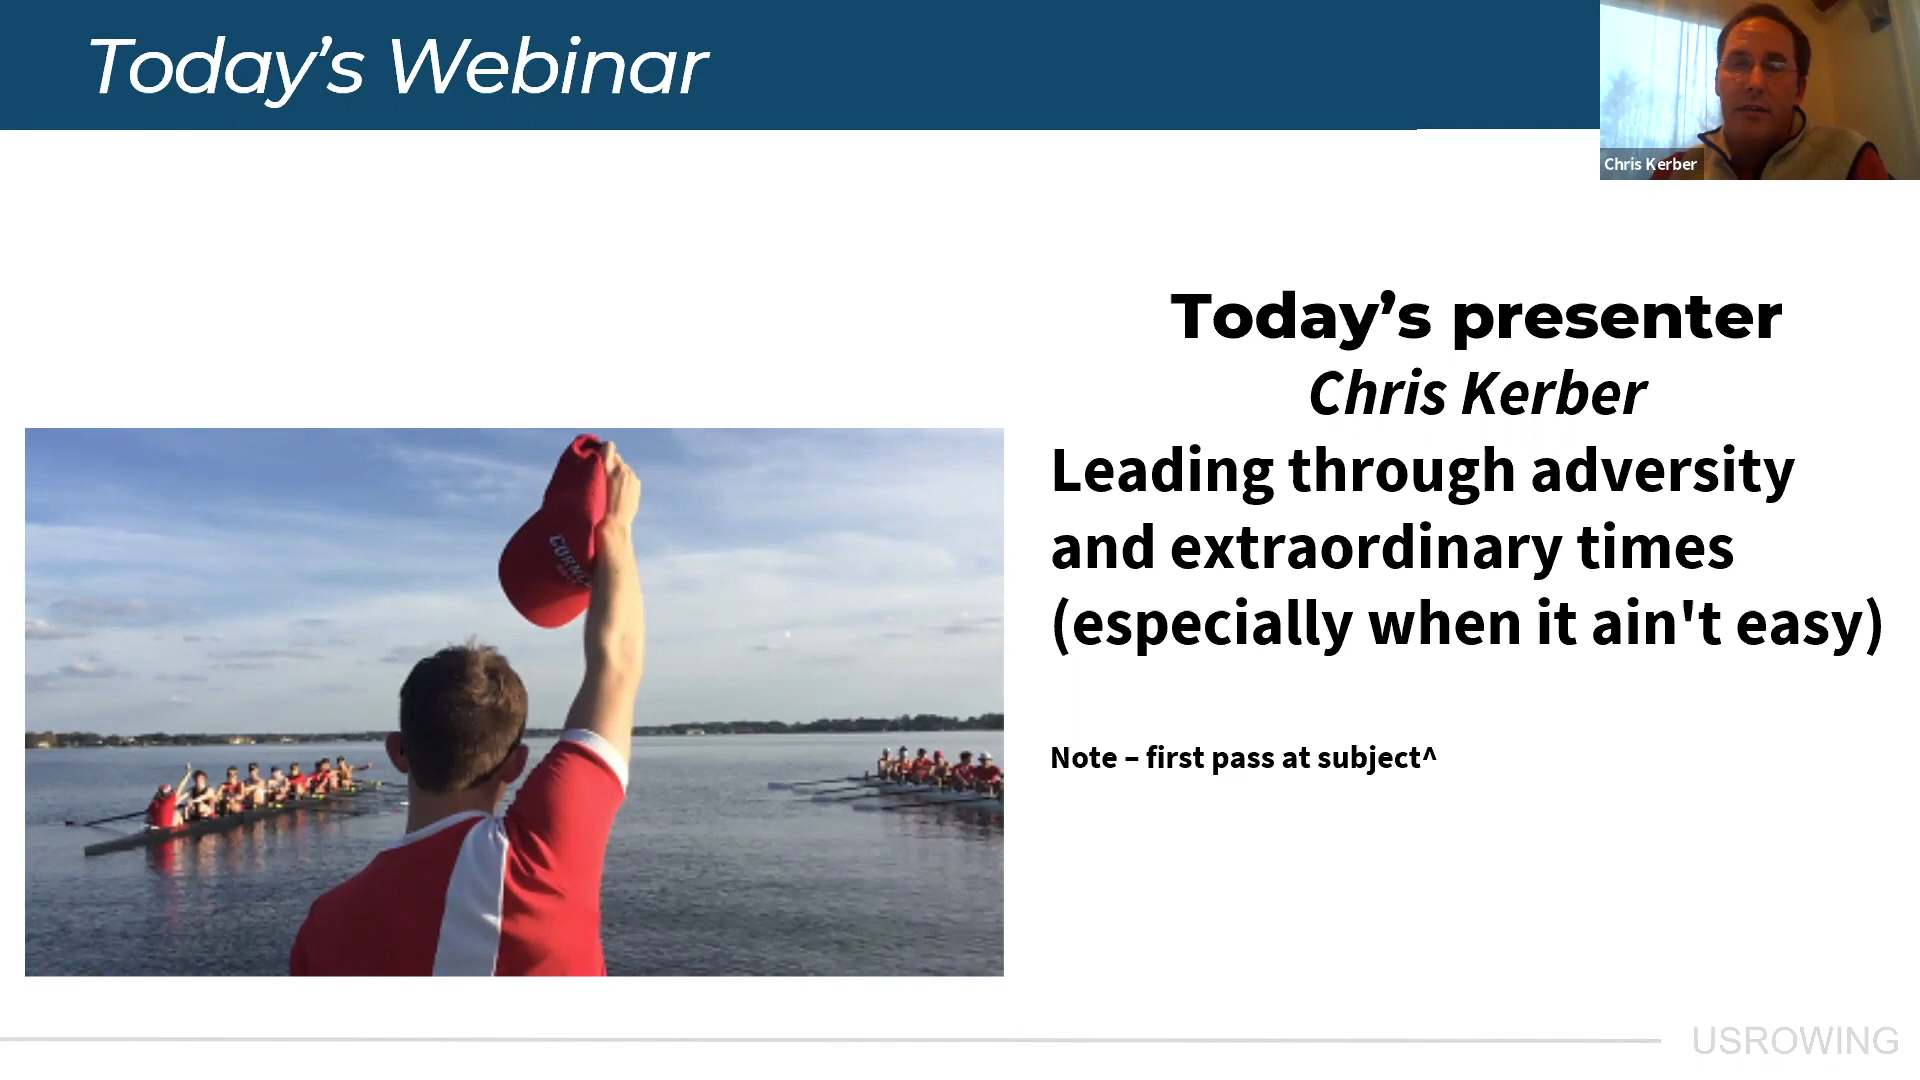 Today’s Webinar
Chris Kerber
Today’s presenter
Chris Kerber
Leading through adversity
and extraordinary times
(especially when it ain't easy)
Note – first pass at subject^
USROWING